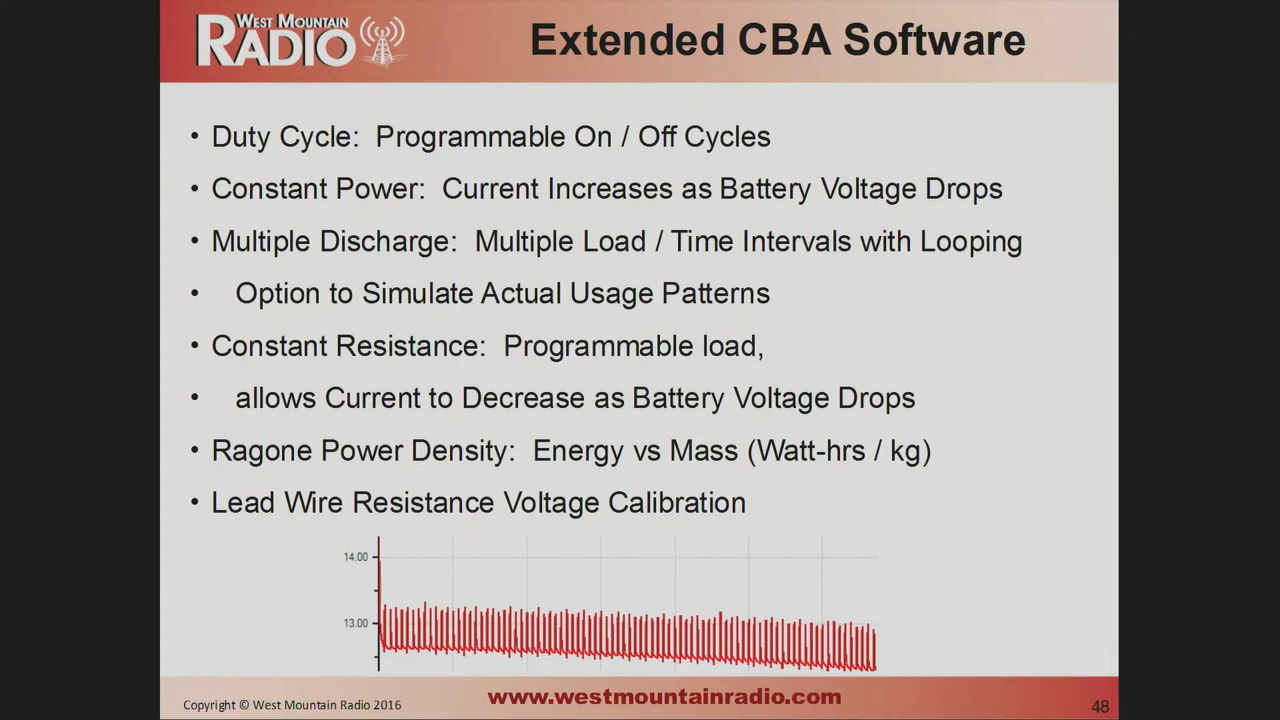 WEST MOUNTAIN
RADIO
Extended CBA Software
• Duty Cycle: Programmable On / Off Cycles
• Constant Power: Current Increases as Battery Voltage Drops
• Multiple Discharge: Multiple Load / Time Intervals with Looping
• Option to Simulate Actual Usage Patterns
• Constant Resistance: Programmable load,
• allows Current to Decrease as Battery Voltage Drops
• Ragone Power Density: Energy vs Mass (Watt-hrs / kg)
• Lead Wire Resistance Voltage Calibration
14.00
13.00
Copyright © West Mountain Radio 2016
www.westmountainradio.com
48